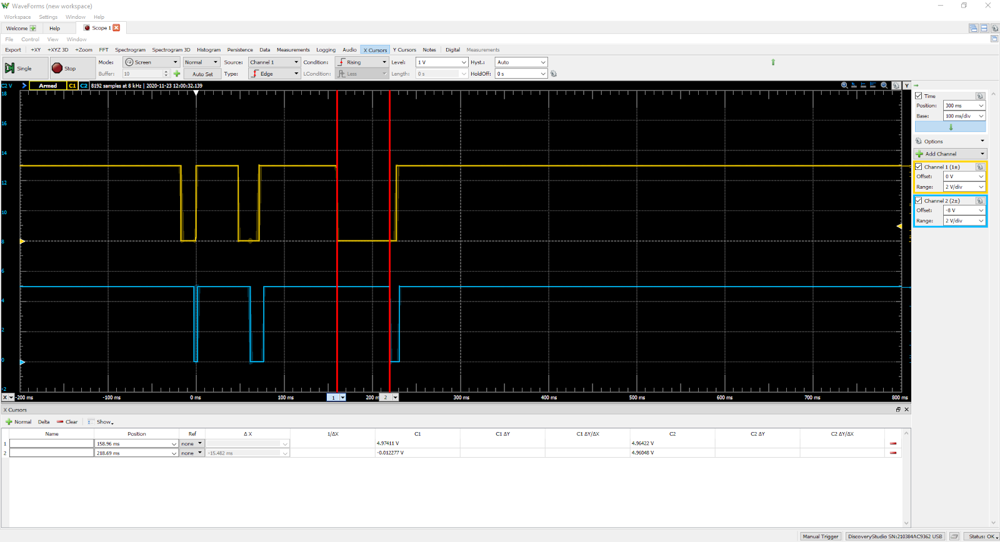 WaveForms (new workspace)
Workspace Settings Window Help
Welcome Help Scope 1
File Control View Window
Export +XY +XYZ 3D +Zoom FFT Spectrogram Spectrogram 3D Histogram Persistence Data Measurements Logging Audio X Cursors Y Cursors Notes Digital Measurements
Single Stop Mode: Screen Normal Source: Channel 1 Condition: Rising Level: 1 V Hyst.: Auto
Buffer: 10 Auto Set Type: Edge LCondition: Less Length: 0 s HoldOff: 0 s
C2 V Armed C1 C2 8192 samples at 8 kHz | 2020-11-23 12:00:32.139 Y
18
16
14
12
10
8
6
4
2
0
-2
X -200 ms -100 ms 0 ms 100 ms 1 200 m 2 300 ms 400 ms 500 ms 600 ms 700 ms 800 ms
Time
Position: 300 ms
Base: 100 ms/div
Options
Add Channel
Channel 1 (1±)
Offset: 0 V
Range: 2 V/div
Channel 2 (2±)
Offset: -8 V
Range: 2 V/div
X Cursors
Normal Delta Clear Show
Name Position Ref Δ X 1/ΔX C1 C1 ΔY C1 ΔY/ΔX C2 C2 ΔY C2 ΔY/ΔX
1 158.96 ms none 4.97411 V 4.96422 V
2 218.69 ms none -15.482 ms -0.012277 V 4.96048 V
Manual Trigger DiscoveryStudio SN:210384AC9362 USB Status: OK